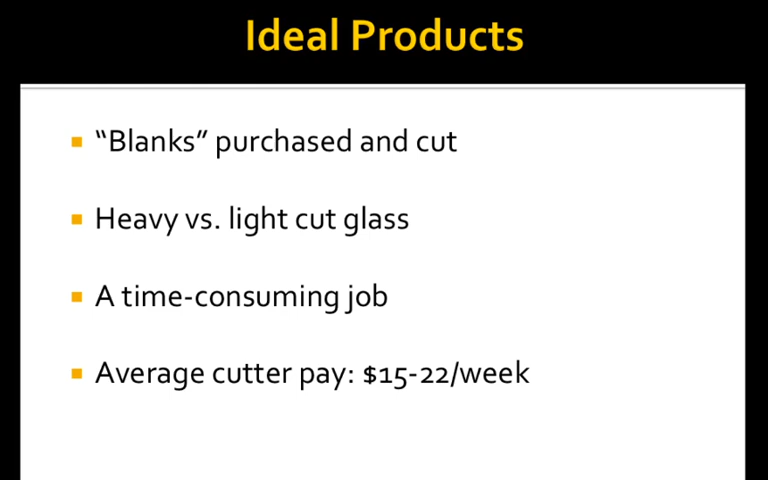 Ideal Products
“Blanks” purchased and cut
Heavy vs. light cut glass
A time-consuming job
Average cutter pay: $15-22/week